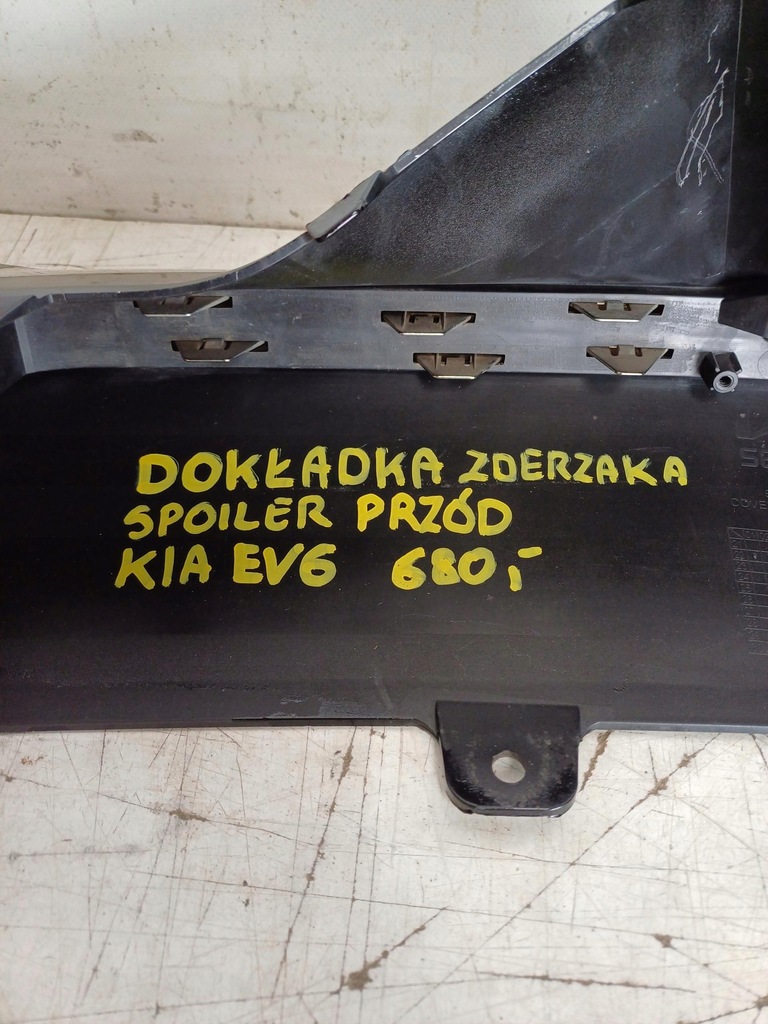 DOKŁADKA ZDERZAKA
SPOILER PRZÓD
KIA EV6 680,-